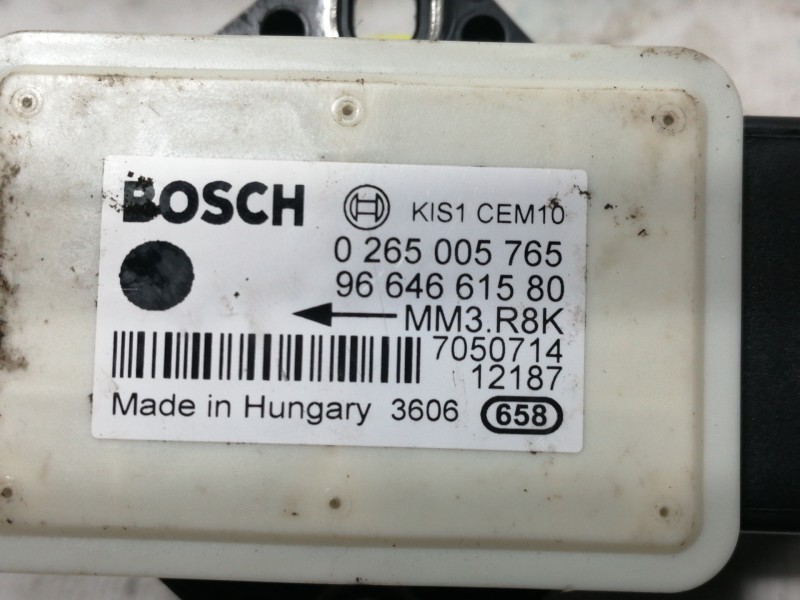 BOSCH KIS1 CEM10
0 265 005 765
96 646 615 80
MM3.R8K
7050714
12187
Made in Hungary 3606 658